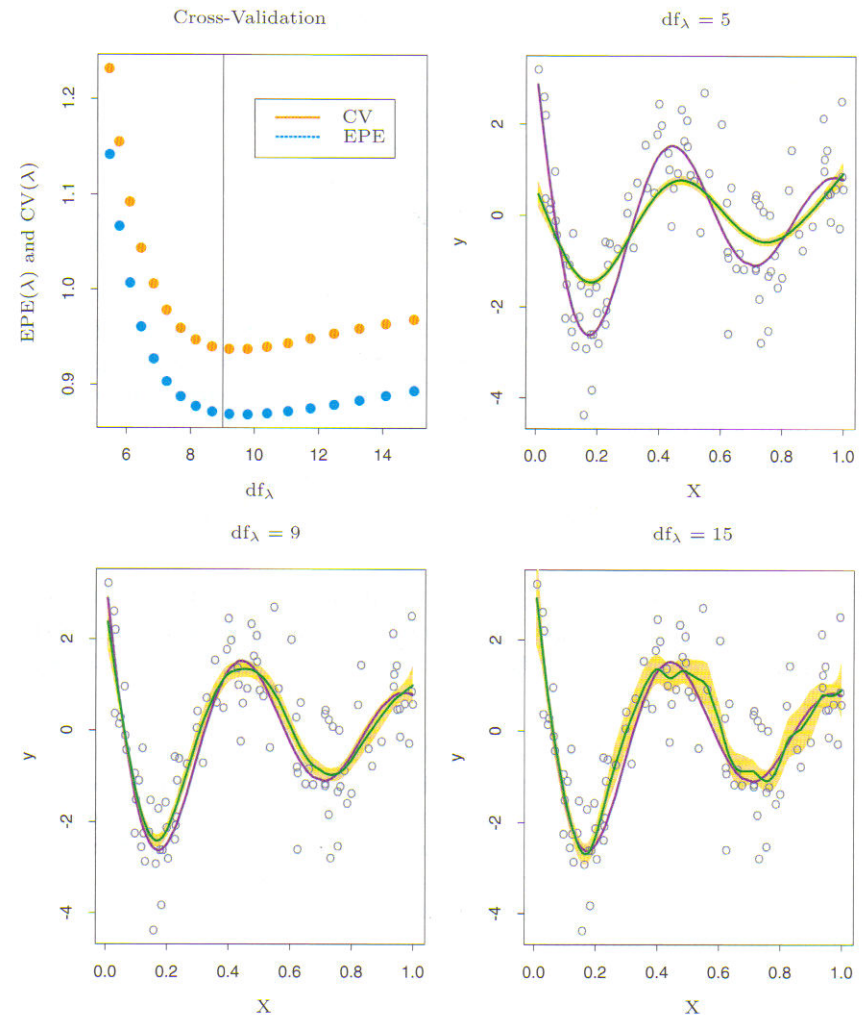 Cross-Validation
EPE(λ) and CV(λ)
1.2
1.1
1.0
0.9
CV
EPE
6 8 10 12 14
dfλ
dfλ = 5
y
2
0
-2
-4
0.0 0.2 0.4 0.6 0.8 1.0
X
dfλ = 9
y
2
0
-2
-4
0.0 0.2 0.4 0.6 0.8 1.0
X
dfλ = 15
y
2
0
-2
-4
0.0 0.2 0.4 0.6 0.8 1.0
X